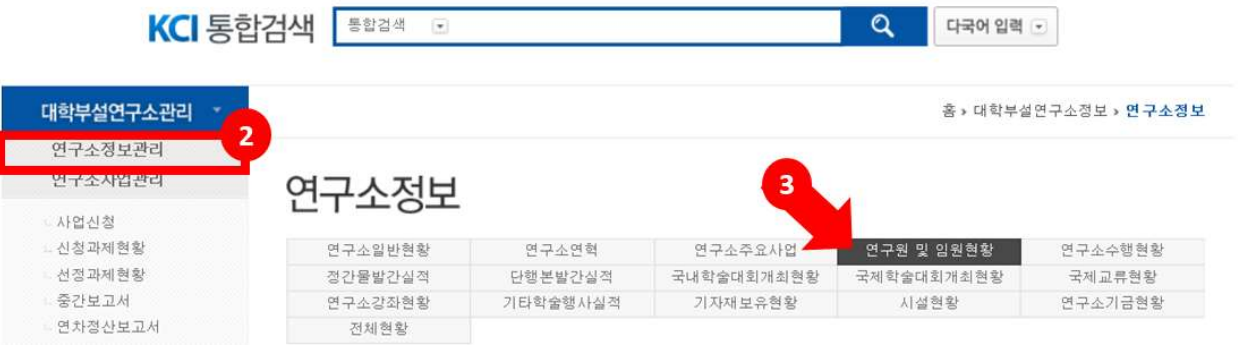 KCI 통합검색 통합검색 다국어 입력
대학부설연구소관리
홈 › 대학부설연구소정보 › 연구소정보
2
연구소정보관리
연구소사업관리
사업신청
신청과제현황
선정과제현황
중간보고서
연차정산보고서
연구소정보
3
연구소일반현황 연구소연혁 연구소주요사업 연구원 및 임원현황 연구소수행현황
정간물발간실적 단행본발간실적 국내학술대회개최현황 국제학술대회개최현황 국제교류현황
연구소강좌현황 기타학술행사실적 기자재보유현황 시설현황 연구소기금현황
전체현황